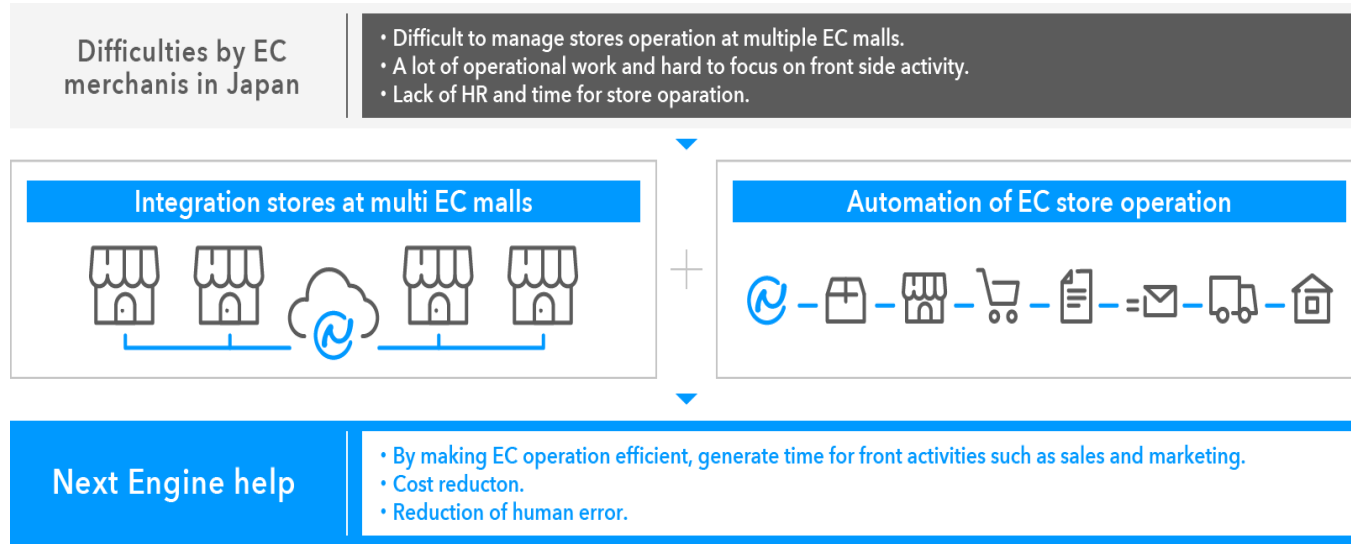 Difficulties by EC
merchanis in Japan
• Difficult to manage stores operation at multiple EC malls.
• A lot of operational work and hard to focus on front side activity.
• Lack of HR and time for store oparation.
Integration stores at multi EC malls
Automation of EC store operation
Next Engine help
• By making EC operation efficient, generate time for front activities such as sales and marketing.
• Cost reducton.
• Reduction of human error.